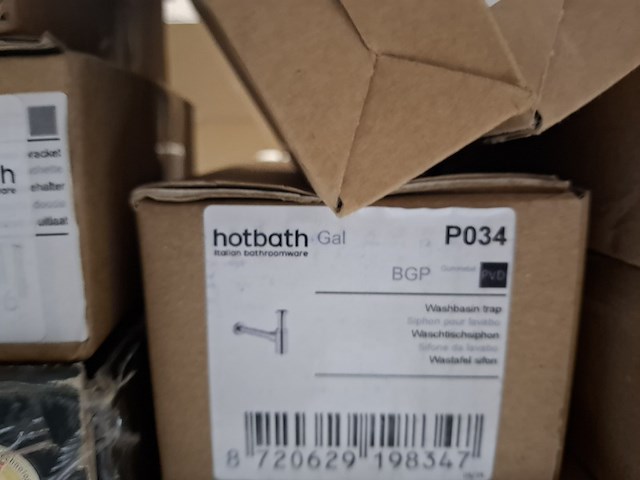 hotbath Gal
Italian bathroomware
P034
BGP
PVD
Washbasin trap
Siphon pour lavabo
Waschtischsiphon
Sifone da lavabo
Wastafel sifon
8 720629 198347